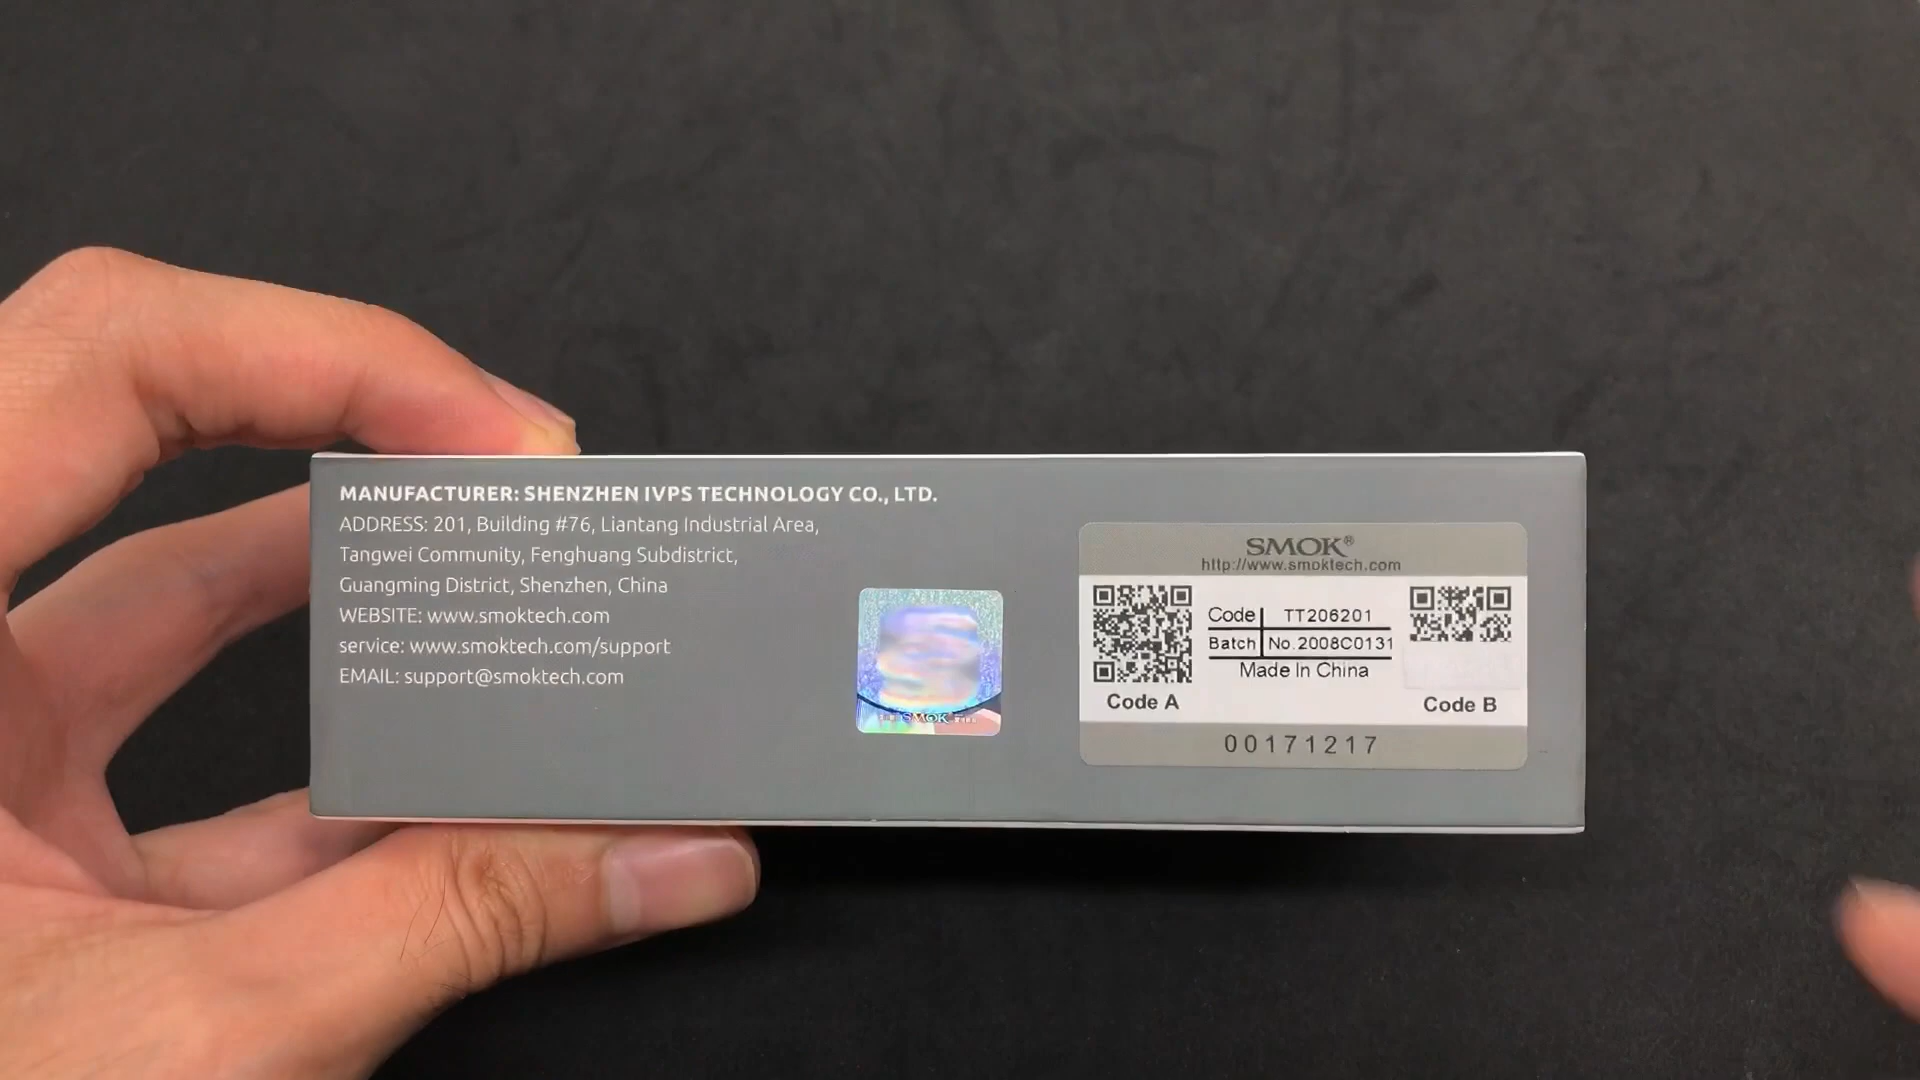 MANUFACTURER: SHENZHEN IVPS TECHNOLOGY CO., LTD.
ADDRESS: 201, Building #76, Liantang Industrial Area,
Tangwei Community, Fenghuang Subdistrict,
Guangming District, Shenzhen, China
WEBSITE: www.smoktech.com
service: www.smoktech.com/support
EMAIL: support@smoktech.com
SMOK
SMOK®
http://www.smoktech.com
Code TT206201
Batch No.2008C0131
Made In China
Code A
Code B
00171217